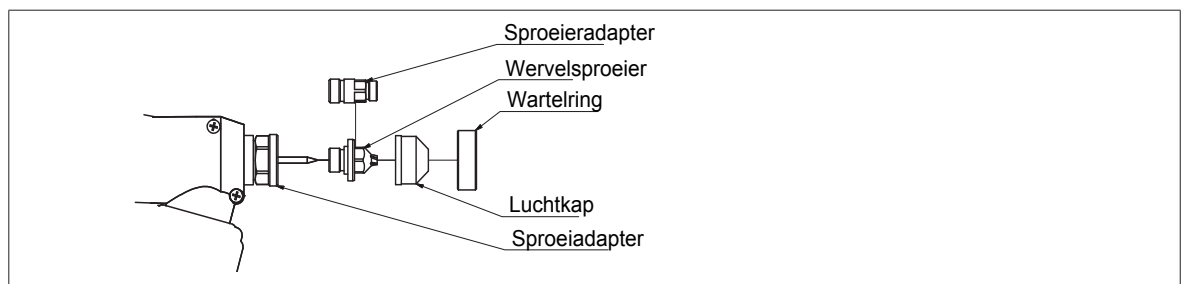 Sproeieradapter
Wervelsproeier
Wartelring
Luchtkap
Sproeiadapter